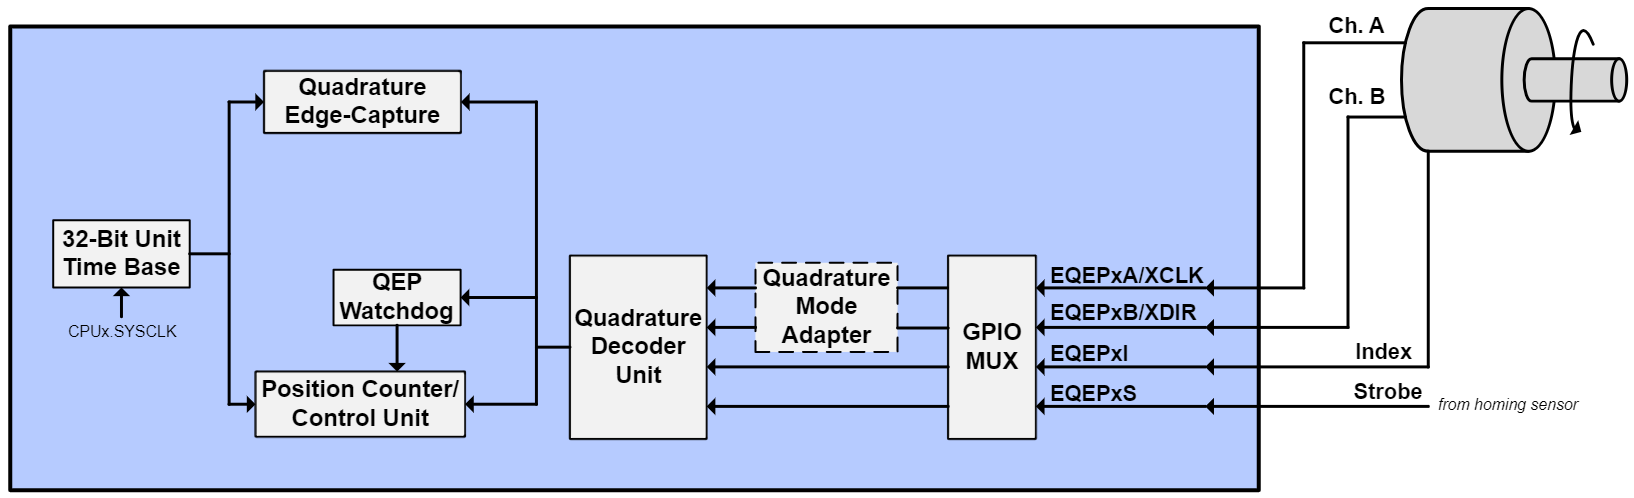 Ch. A
Quadrature
Edge-Capture
Ch. B
32-Bit Unit
Time Base
CPUx.SYSCLK
QEP
Watchdog
Position Counter/
Control Unit
Quadrature
Decoder
Unit
Quadrature
Mode
Adapter
GPIO
MUX
EQEPxA/XCLK
EQEPxB/XDIR
EQEPxI
EQEPxS
Index
Strobe
from homing sensor